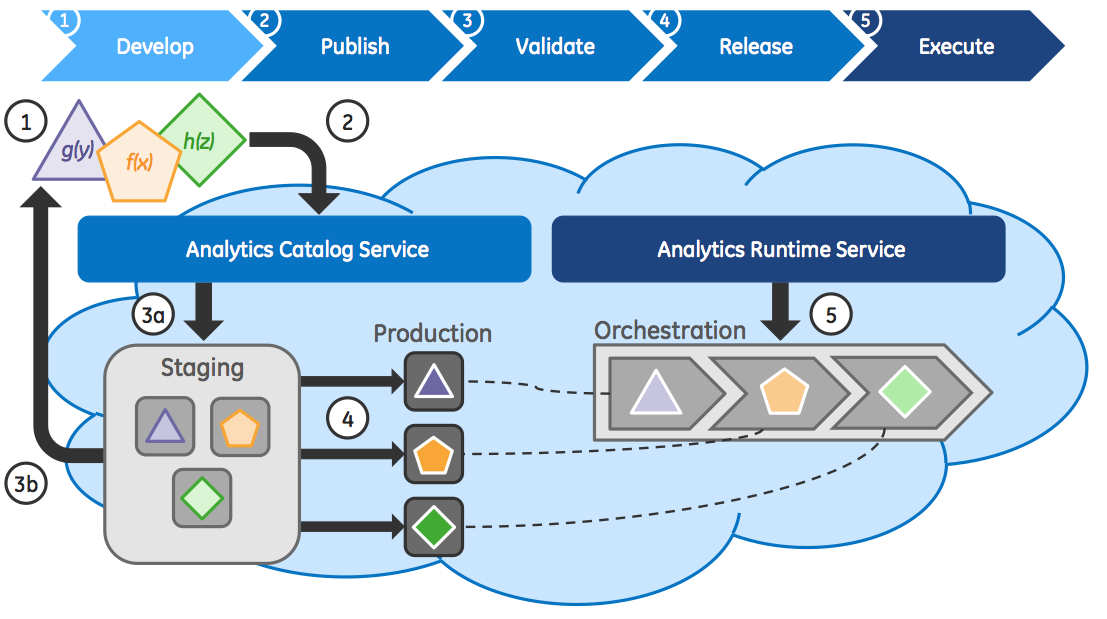 1
Develop
2
Publish
3
Validate
4
Release
5
Execute
1
g(y)
f(x)
h(z)
2
Analytics Catalog Service
Analytics Runtime Service
3a
5
Production
Orchestration
Staging
4
3b